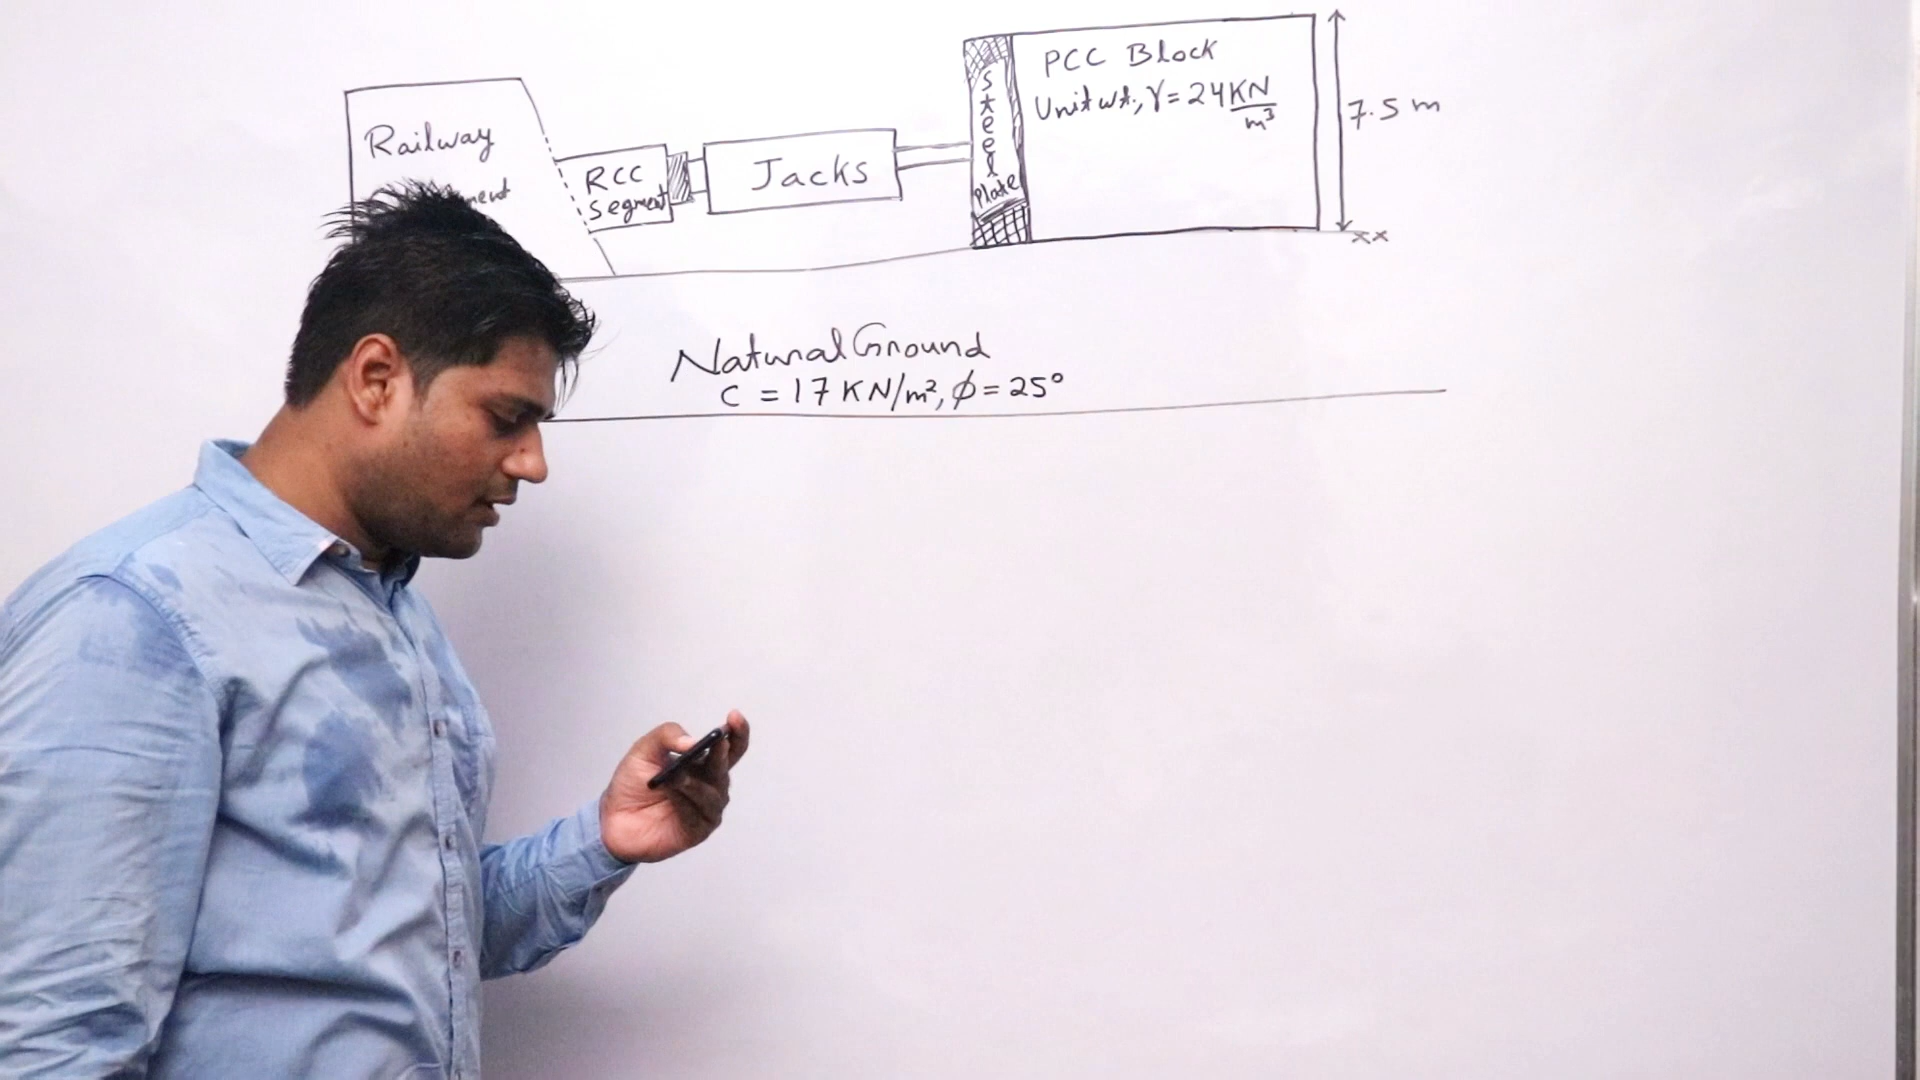 Railway
RCC
Segment
Jacks
Steel
Plate
PCC Block
Unit wt., γ = 24 KN/m³
7.5 m
xx
Natural Ground
C = 17 KN/m², ϕ = 25°